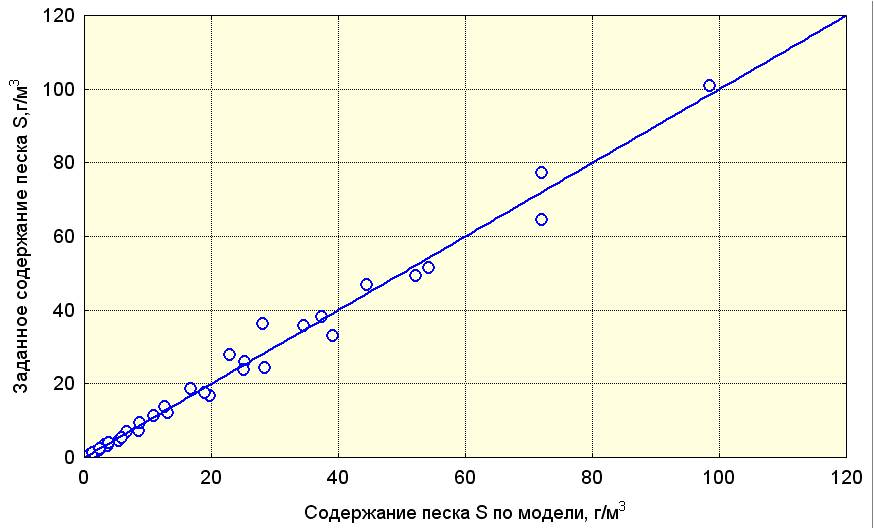 120
100
80
60
40
20
0
Заданное содержание песка S,г/м³
0 20 40 60 80 100 120
Содержание песка S по модели, г/м³